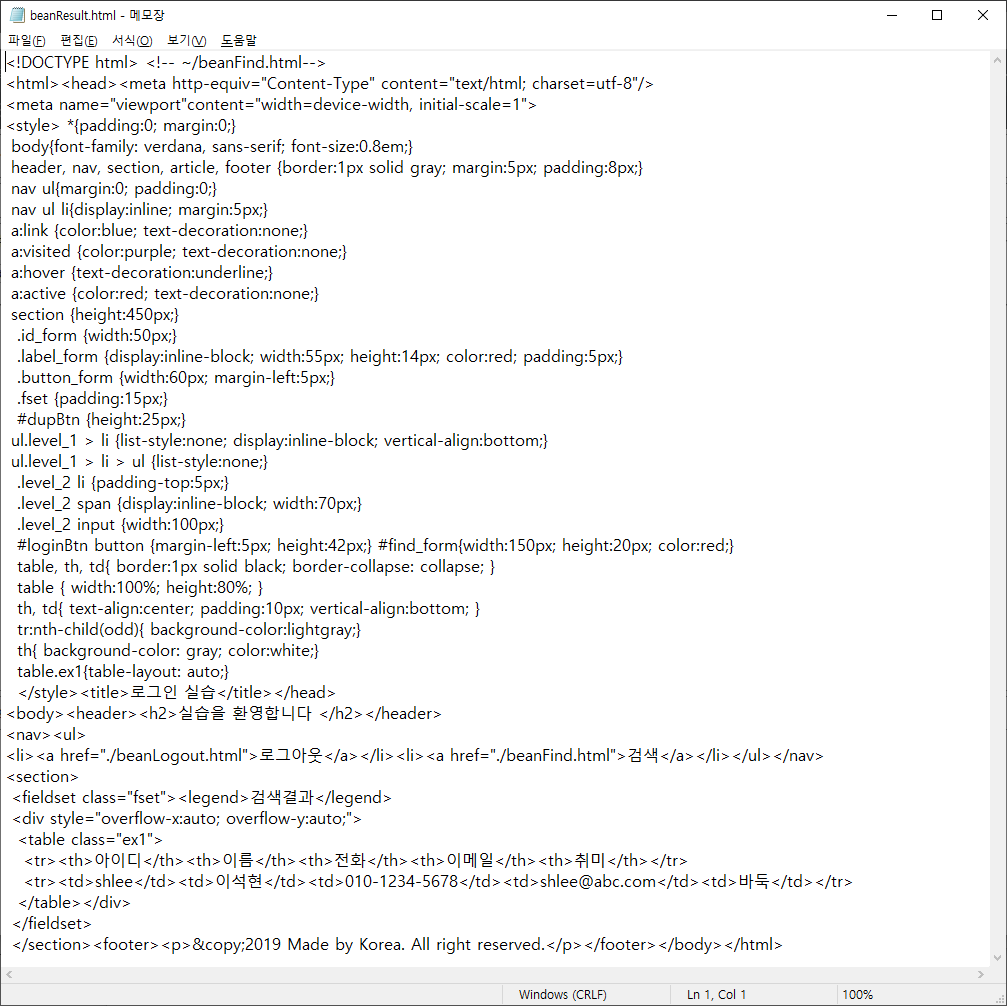 beanResult.html - 메모장
파일(F) 편집(E) 서식(O) 보기(V) 도움말
<!DOCTYPE html> <!-- ~/beanFind.html-->
<html><head><meta http-equiv="Content-Type" content="text/html; charset=utf-8"/>
<meta name="viewport"content="width=device-width, initial-scale=1">
<style> *{padding:0; margin:0;}
body{font-family: verdana, sans-serif; font-size:0.8em;}
header, nav, section, article, footer {border:1px solid gray; margin:5px; padding:8px;}
nav ul{margin:0; padding:0;}
nav ul li{display:inline; margin:5px;}
a:link {color:blue; text-decoration:none;}
a:visited {color:purple; text-decoration:none;}
a:hover {text-decoration:underline;}
a:active {color:red; text-decoration:none;}
section {height:450px;}
.id_form {width:50px;}
.label_form {display:inline-block; width:55px; height:14px; color:red; padding:5px;}
.button_form {width:60px; margin-left:5px;}
.fset {padding:15px;}
#dupBtn {height:25px;}
ul.level_1 > li {list-style:none; display:inline-block; vertical-align:bottom;}
ul.level_1 > li > ul {list-style:none;}
.level_2 li {padding-top:5px;}
.level_2 span {display:inline-block; width:70px;}
.level_2 input {width:100px;}
#loginBtn button {margin-left:5px; height:42px;} #find_form{width:150px; height:20px; color:red;}
table, th, td{ border:1px solid black; border-collapse: collapse; }
table { width:100%; height:80%; }
th, td{ text-align:center; padding:10px; vertical-align:bottom; }
tr:nth-child(odd){ background-color:lightgray;}
th{ background-color: gray; color:white;}
table.ex1{table-layout: auto;}
</style><title>로그인 실습</title></head>
<body><header><h2>실습을 환영합니다 </h2></header>
<nav><ul>
<li><a href="./beanLogout.html">로그아웃</a></li><li><a href="./beanFind.html">검색</a></li></ul></nav>
<section>
<fieldset class="fset"><legend>검색결과</legend>
<div style="overflow-x:auto; overflow-y:auto;">
<table class="ex1">
<tr><th>아이디</th><th>이름</th><th>전화</th><th>이메일</th><th>취미</th></tr>
<tr><td>shlee</td><td>이석현</td><td>010-1234-5678</td><td>shlee@abc.com</td><td>바둑</td></tr>
</table></div>
</fieldset>
</section><footer><p>&copy;2019 Made by Korea. All right reserved.</p></footer></body></html>
Windows (CRLF) Ln 1, Col 1 100%